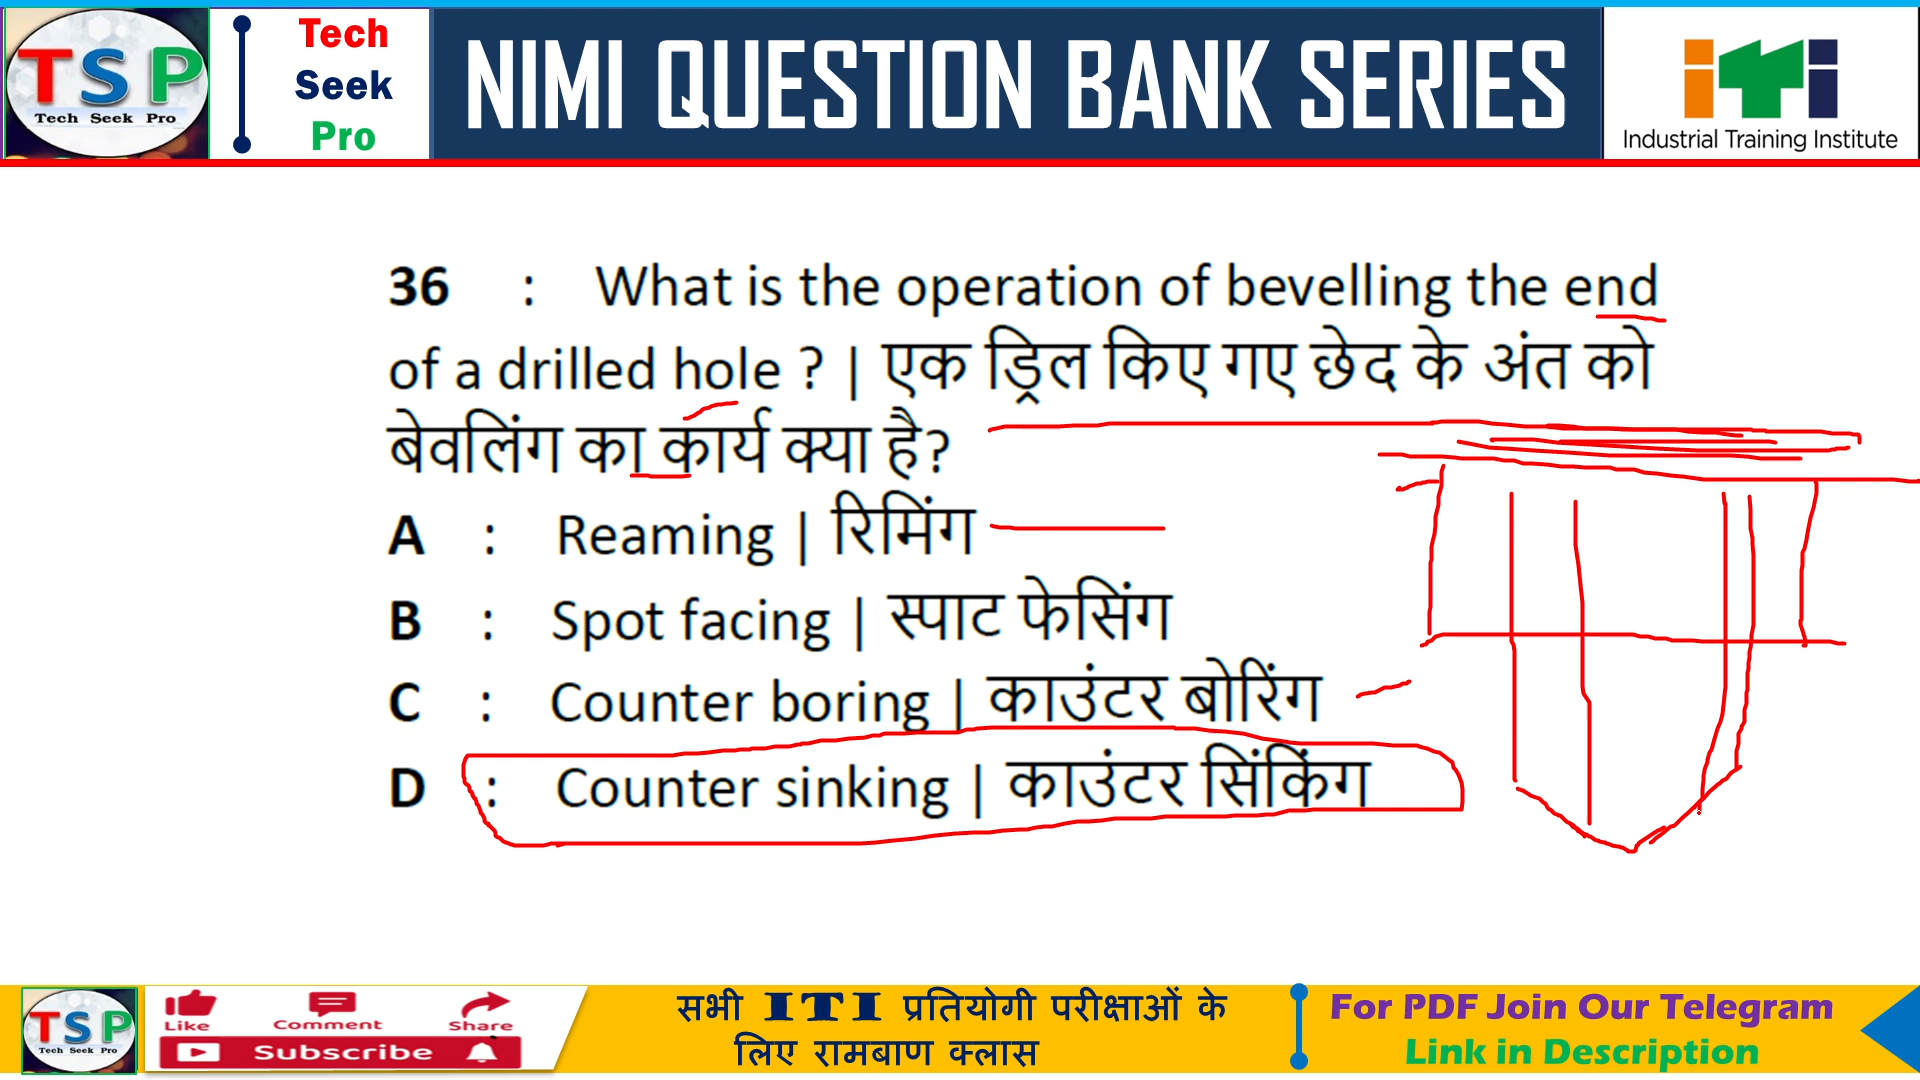 TSP
Tech Seek Pro
Tech
Seek
Pro
NIMI QUESTION BANK SERIES
iTi
Industrial Training Institute
36 : What is the operation of bevelling the end
of a drilled hole ? | एक ड्रिल किए गए छेद के अंत को
बेवलिंग का कार्य क्या है?
A : Reaming | रिमिंग
B : Spot facing | स्पाट फेसिंग
C : Counter boring | काउंटर बोरिंग
D : Counter sinking | काउंटर सिंकिंग
TSP
Tech Seek Pro
Like Comment Share
Subscribe
सभी ITI प्रतियोगी परीक्षाओं के
लिए रामबाण क्लास
For PDF Join Our Telegram
Link in Description